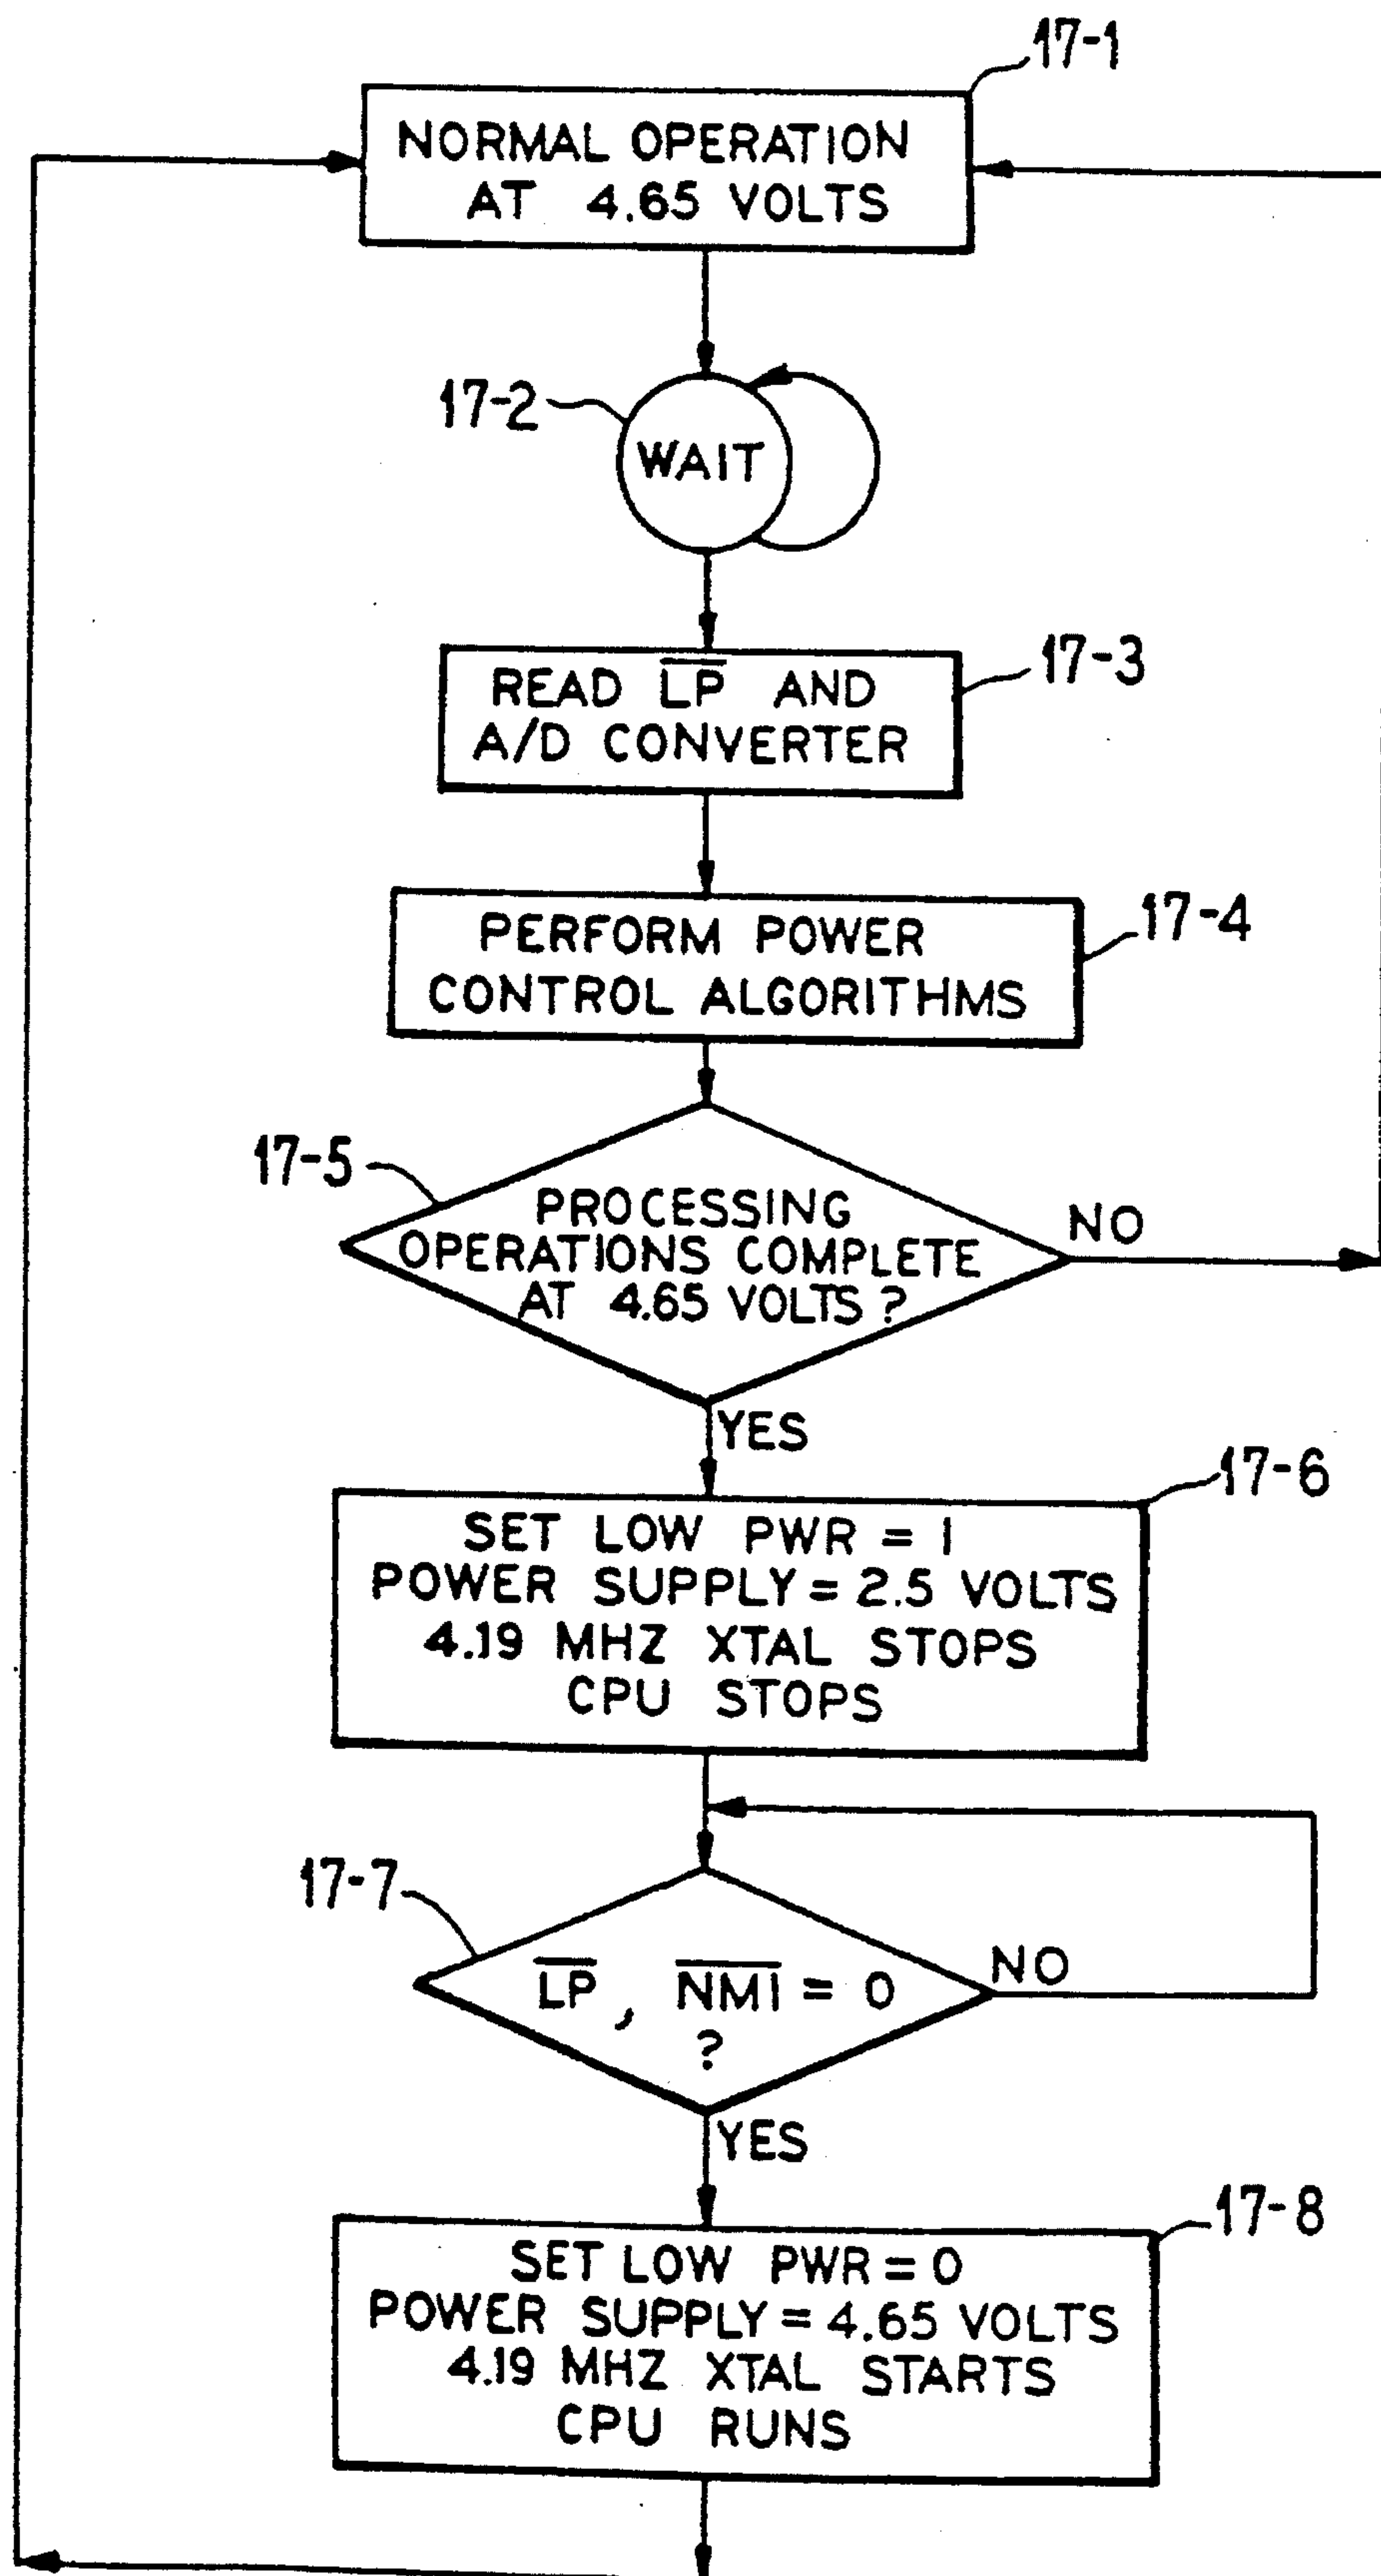 17-1
NORMAL OPERATION
AT 4.65 VOLTS
17-2
WAIT
17-3
READ L̅P̅ AND
A/D CONVERTER
17-4
PERFORM POWER
CONTROL ALGORITHMS
17-5
PROCESSING
OPERATIONS COMPLETE
AT 4.65 VOLTS ?
NO
YES
17-6
SET LOW PWR = 1
POWER SUPPLY = 2.5 VOLTS
4.19 MHZ XTAL STOPS
CPU STOPS
17-7
L̅P̅, N̅M̅I̅ = 0
?
NO
YES
17-8
SET LOW PWR = 0
POWER SUPPLY = 4.65 VOLTS
4.19 MHZ XTAL STARTS
CPU RUNS